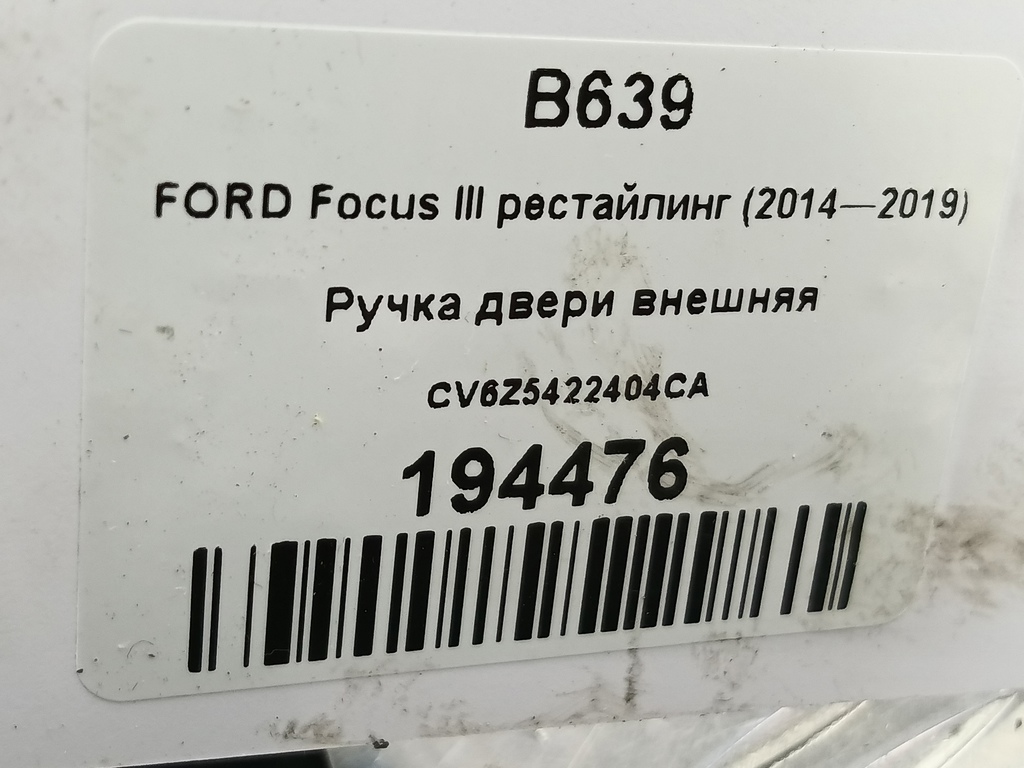 B639
FORD Focus III рестайлинг (2014—2019)
Ручка двери внешняя
CV6Z5422404CA
194476